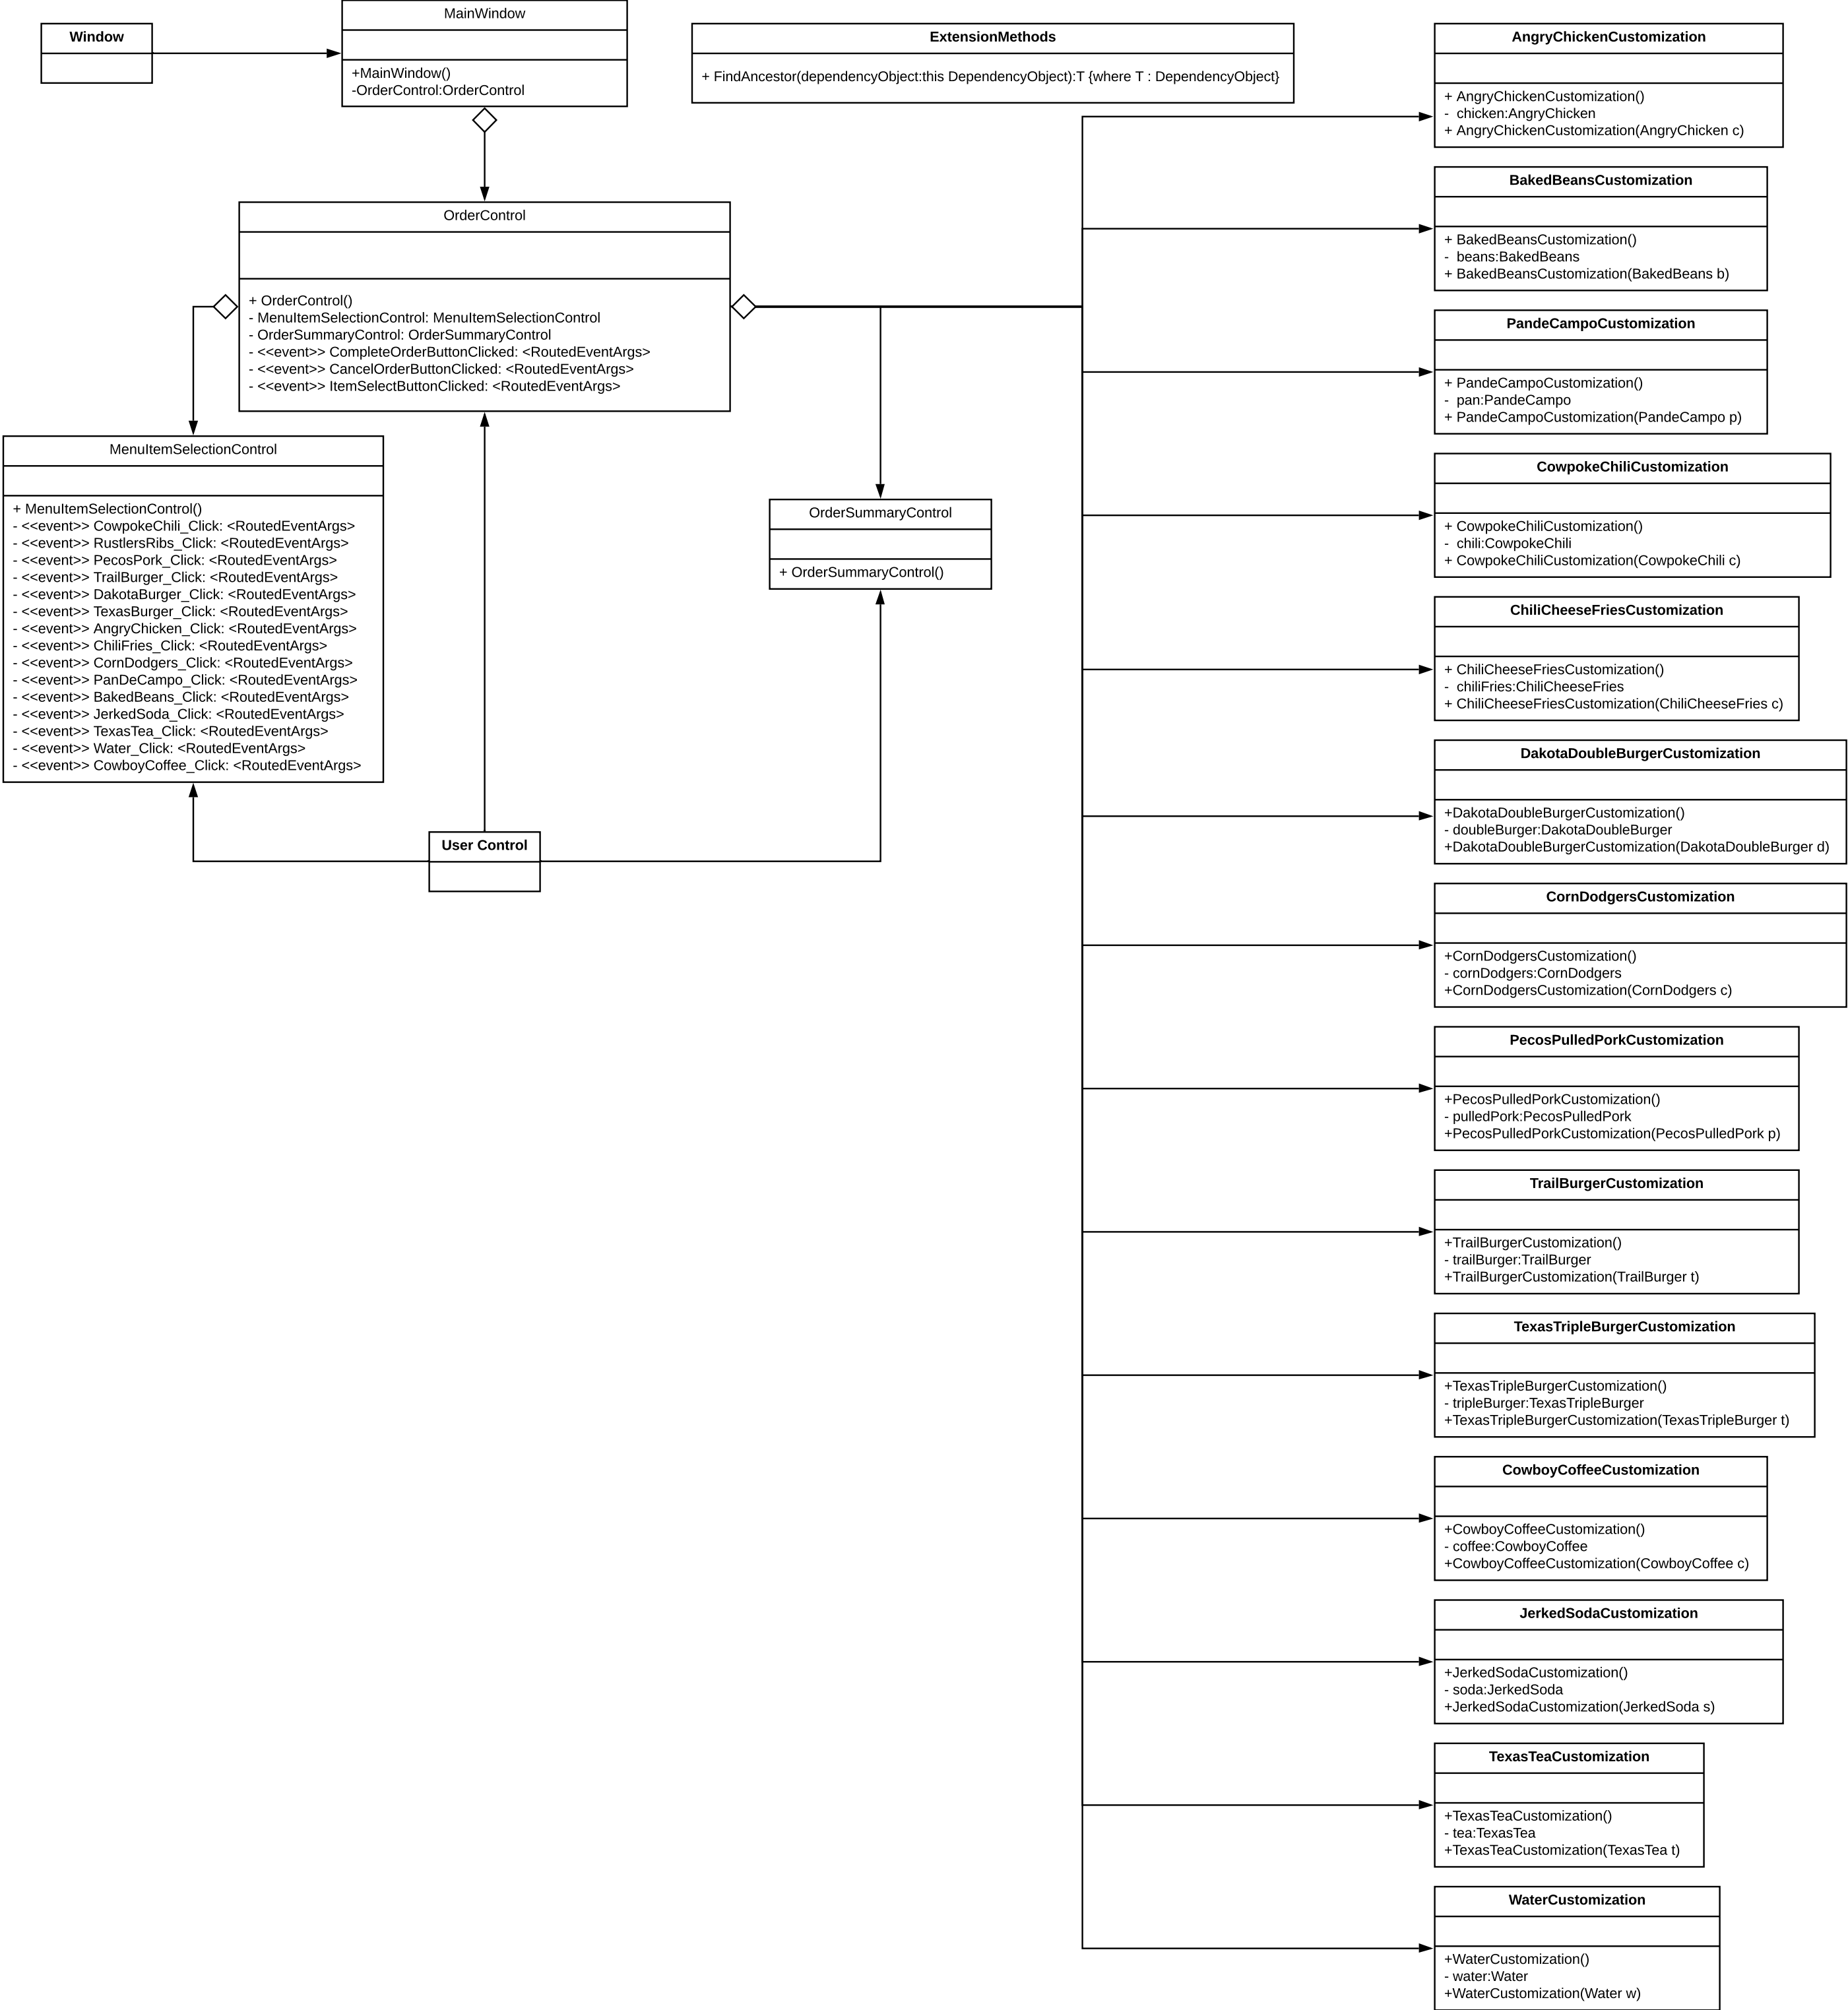 Window
MainWindow
+MainWindow()
-OrderControl:OrderControl
ExtensionMethods
+ FindAncestor(dependencyObject:this DependencyObject):T {where T : DependencyObject}
OrderControl
+ OrderControl()
- MenuItemSelectionControl: MenuItemSelectionControl
- OrderSummaryControl: OrderSummaryControl
- <<event>> CompleteOrderButtonClicked: <RoutedEventArgs>
- <<event>> CancelOrderButtonClicked: <RoutedEventArgs>
- <<event>> ItemSelectButtonClicked: <RoutedEventArgs>
MenuItemSelectionControl
+ MenuItemSelectionControl()
- <<event>> CowpokeChili_Click: <RoutedEventArgs>
- <<event>> RustlersRibs_Click: <RoutedEventArgs>
- <<event>> PecosPork_Click: <RoutedEventArgs>
- <<event>> TrailBurger_Click: <RoutedEventArgs>
- <<event>> DakotaBurger_Click: <RoutedEventArgs>
- <<event>> TexasBurger_Click: <RoutedEventArgs>
- <<event>> AngryChicken_Click: <RoutedEventArgs>
- <<event>> ChiliFries_Click: <RoutedEventArgs>
- <<event>> CornDodgers_Click: <RoutedEventArgs>
- <<event>> PanDeCampo_Click: <RoutedEventArgs>
- <<event>> BakedBeans_Click: <RoutedEventArgs>
- <<event>> JerkedSoda_Click: <RoutedEventArgs>
- <<event>> TexasTea_Click: <RoutedEventArgs>
- <<event>> Water_Click: <RoutedEventArgs>
- <<event>> CowboyCoffee_Click: <RoutedEventArgs>
OrderSummaryControl
+ OrderSummaryControl()
User Control
AngryChickenCustomization
+ AngryChickenCustomization()
- chicken:AngryChicken
+ AngryChickenCustomization(AngryChicken c)
BakedBeansCustomization
+ BakedBeansCustomization()
- beans:BakedBeans
+ BakedBeansCustomization(BakedBeans b)
PandeCampoCustomization
+ PandeCampoCustomization()
- pan:PandeCampo
+ PandeCampoCustomization(PandeCampo p)
CowpokeChiliCustomization
+ CowpokeChiliCustomization()
- chili:CowpokeChili
+ CowpokeChiliCustomization(CowpokeChili c)
ChiliCheeseFriesCustomization
+ ChiliCheeseFriesCustomization()
- chiliFries:ChiliCheeseFries
+ ChiliCheeseFriesCustomization(ChiliCheeseFries c)
DakotaDoubleBurgerCustomization
+DakotaDoubleBurgerCustomization()
- doubleBurger:DakotaDoubleBurger
+DakotaDoubleBurgerCustomization(DakotaDoubleBurger d)
CornDodgersCustomization
+CornDodgersCustomization()
- cornDodgers:CornDodgers
+CornDodgersCustomization(CornDodgers c)
PecosPulledPorkCustomization
+PecosPulledPorkCustomization()
- pulledPork:PecosPulledPork
+PecosPulledPorkCustomization(PecosPulledPork p)
TrailBurgerCustomization
+TrailBurgerCustomization()
- trailBurger:TrailBurger
+TrailBurgerCustomization(TrailBurger t)
TexasTripleBurgerCustomization
+TexasTripleBurgerCustomization()
- tripleBurger:TexasTripleBurger
+TexasTripleBurgerCustomization(TexasTripleBurger t)
CowboyCoffeeCustomization
+CowboyCoffeeCustomization()
- coffee:CowboyCoffee
+CowboyCoffeeCustomization(CowboyCoffee c)
JerkedSodaCustomization
+JerkedSodaCustomization()
- soda:JerkedSoda
+JerkedSodaCustomization(JerkedSoda s)
TexasTeaCustomization
+TexasTeaCustomization()
- tea:TexasTea
+TexasTeaCustomization(TexasTea t)
WaterCustomization
+WaterCustomization()
- water:Water
+WaterCustomization(Water w)